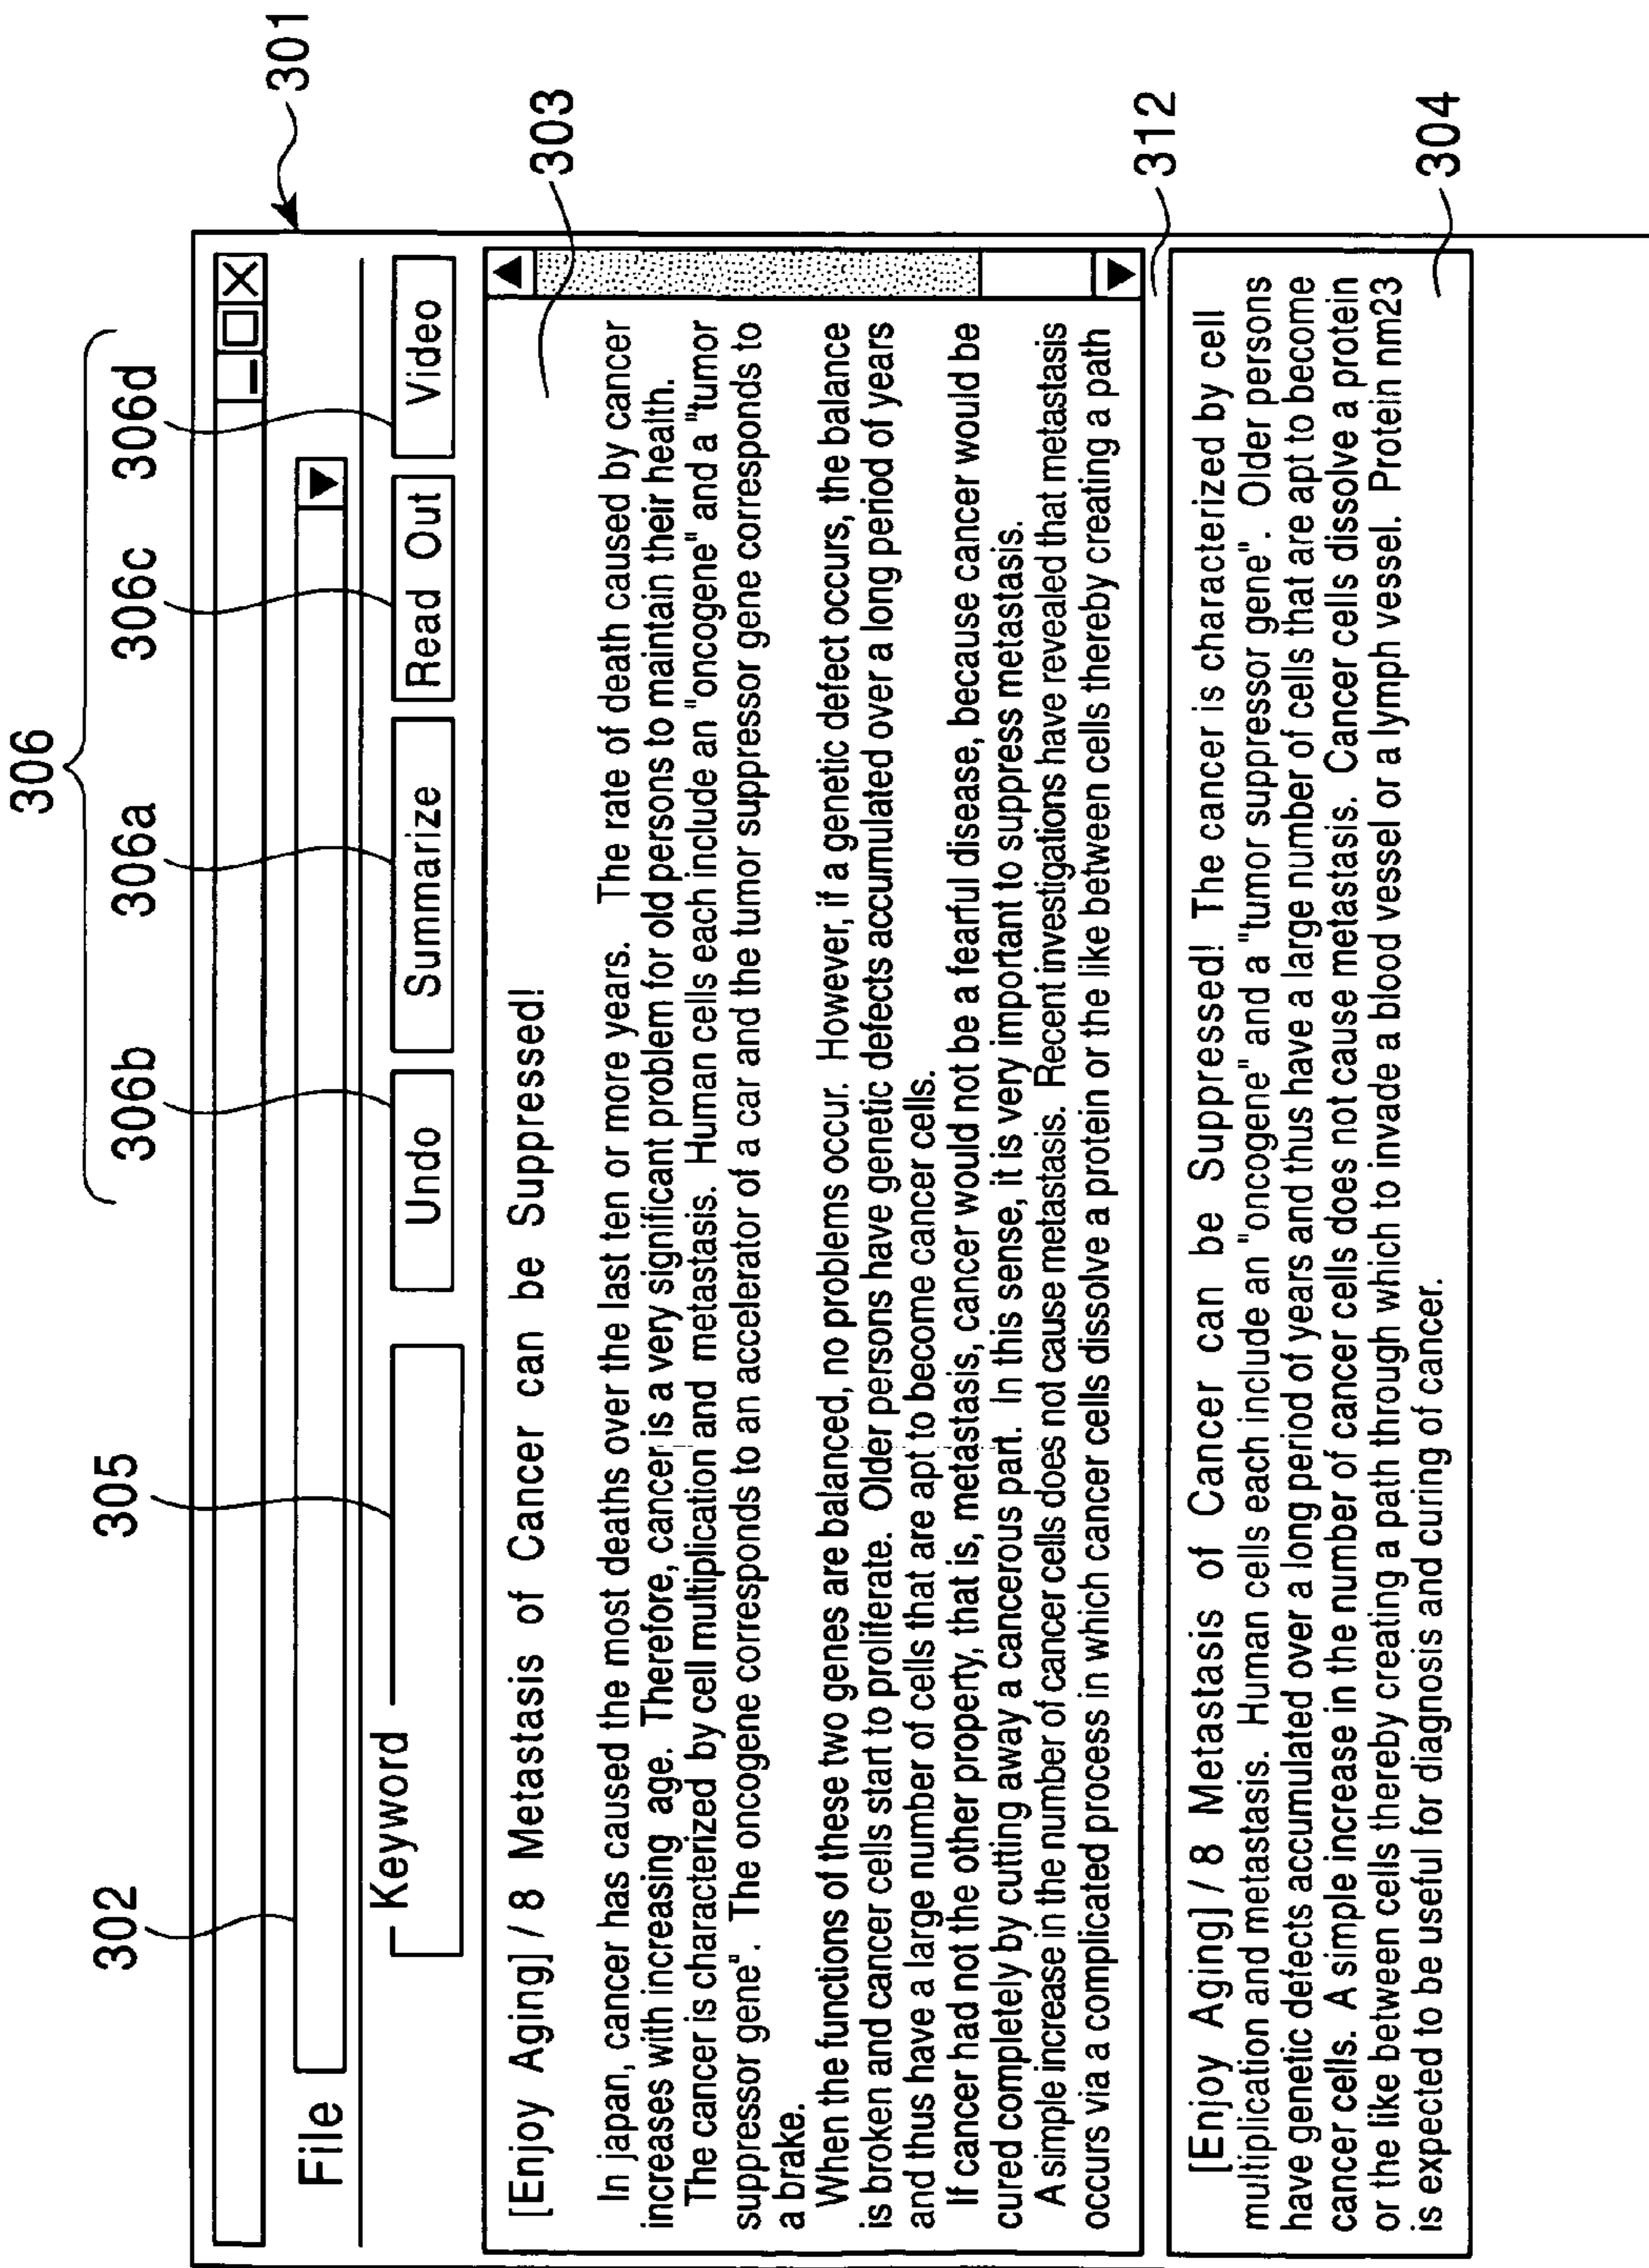 306
306b 306a 306c 306d
302 305
301
File
Keyword
Undo Summarize Read Out Video
303
[Enjoy Aging] / 8 Metastasis of Cancer can be Suppressed!
In japan, cancer has caused the most deaths over the last ten or more years. The rate of death caused by cancer
increases with increasing age. Therefore, cancer is a very significant problem for old persons to maintain their health.
The cancer is characterized by cell multiplication and metastasis. Human cells each include an "oncogene" and a "tumor
suppressor gene". The oncogene corresponds to an accelerator of a car and the tumor suppressor gene corresponds to
a brake.
When the functions of these two genes are balanced, no problems occur. However, if a genetic defect occurs, the balance
is broken and cancer cells start to proliferate. Older persons have genetic defects accumulated over a long period of years
and thus have a large number of cells that are apt to become cancer cells.
If cancer had not the other property, that is, metastasis, cancer would not be a fearful disease, because cancer would be
cured completely by cutting away a cancerous part. In this sense, it is very important to suppress metastasis.
A simple increase in the number of cancer cells does not cause metastasis. Recent investigations have revealed that metastasis
occurs via a complicated process in which cancer cells dissolve a protein or the like between cells thereby creating a path
312
[Enjoy Aging] / 8 Metastasis of Cancer can be Suppressed! The cancer is characterized by cell
multiplication and metastasis. Human cells each include an "oncogene" and a "tumor suppressor gene". Older persons
have genetic defects accumulated over a long period of years and thus have a large number of cells that are apt to become
cancer cells. A simple increase in the number of cancer cells does not cause metastasis. Cancer cells dissolve a protein
or the like between cells thereby creating a path through which to invade a blood vessel or a lymph vessel. Protein nm23
is expected to be useful for diagnosis and curing of cancer.
304